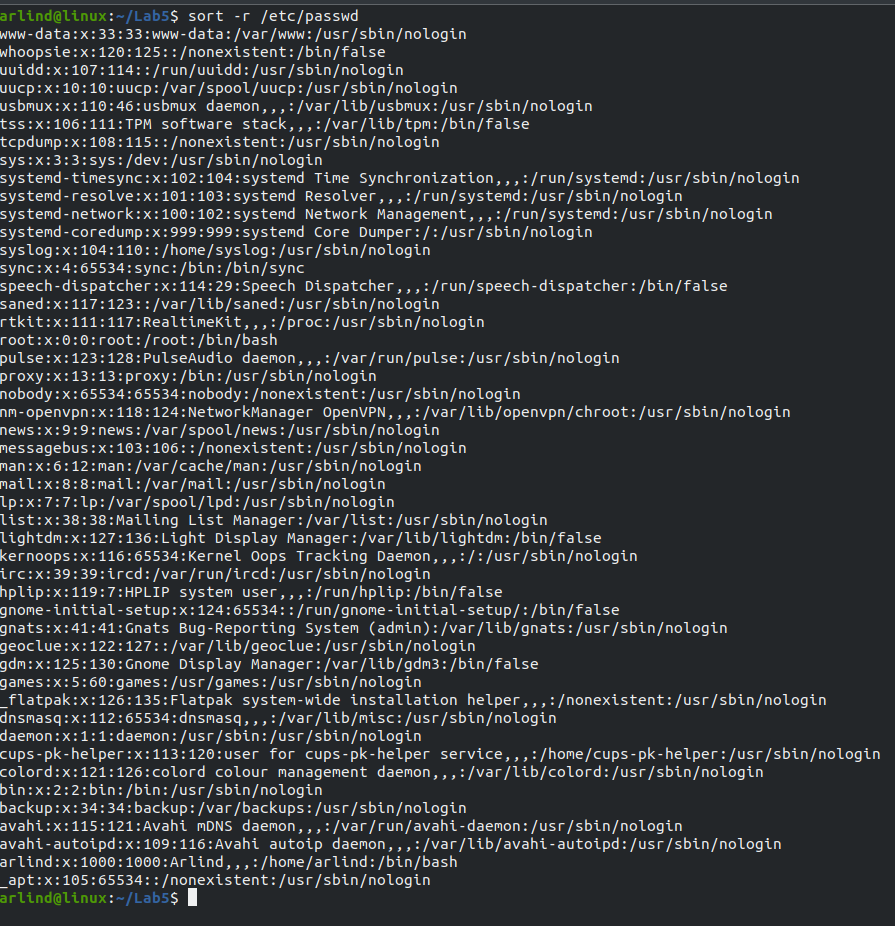 arlind@linux:~/Lab5$ sort -r /etc/passwd
www-data:x:33:33:www-data:/var/www:/usr/sbin/nologin
whoopsie:x:120:125::/nonexistent:/bin/false
uuidd:x:107:114::/run/uuidd:/usr/sbin/nologin
uucp:x:10:10:uucp:/var/spool/uucp:/usr/sbin/nologin
usbmux:x:110:46:usbmux daemon,,,:/var/lib/usbmux:/usr/sbin/nologin
tss:x:106:111:TPM software stack,,,:/var/lib/tpm:/bin/false
tcpdump:x:108:115::/nonexistent:/usr/sbin/nologin
sys:x:3:3:sys:/dev:/usr/sbin/nologin
systemd-timesync:x:102:104:systemd Time Synchronization,,,:/run/systemd:/usr/sbin/nologin
systemd-resolve:x:101:103:systemd Resolver,,,:/run/systemd:/usr/sbin/nologin
systemd-network:x:100:102:systemd Network Management,,,:/run/systemd:/usr/sbin/nologin
systemd-coredump:x:999:999:systemd Core Dumper:/:/usr/sbin/nologin
syslog:x:104:110::/home/syslog:/usr/sbin/nologin
sync:x:4:65534:sync:/bin:/bin/sync
speech-dispatcher:x:114:29:Speech Dispatcher,,,:/run/speech-dispatcher:/bin/false
saned:x:117:123::/var/lib/saned:/usr/sbin/nologin
rtkit:x:111:117:RealtimeKit,,,:/proc:/usr/sbin/nologin
root:x:0:0:root:/root:/bin/bash
pulse:x:123:128:PulseAudio daemon,,,:/var/run/pulse:/usr/sbin/nologin
proxy:x:13:13:proxy:/bin:/usr/sbin/nologin
nobody:x:65534:65534:nobody:/nonexistent:/usr/sbin/nologin
nm-openvpn:x:118:124:NetworkManager OpenVPN,,,:/var/lib/openvpn/chroot:/usr/sbin/nologin
news:x:9:9:news:/var/spool/news:/usr/sbin/nologin
messagebus:x:103:106::/nonexistent:/usr/sbin/nologin
man:x:6:12:man:/var/cache/man:/usr/sbin/nologin
mail:x:8:8:mail:/var/mail:/usr/sbin/nologin
lp:x:7:7:lp:/var/spool/lpd:/usr/sbin/nologin
list:x:38:38:Mailing List Manager:/var/list:/usr/sbin/nologin
lightdm:x:127:136:Light Display Manager:/var/lib/lightdm:/bin/false
kernoops:x:116:65534:Kernel Oops Tracking Daemon,,,:/:/usr/sbin/nologin
irc:x:39:39:ircd:/var/run/ircd:/usr/sbin/nologin
hplip:x:119:7:HPLIP system user,,,:/run/hplip:/bin/false
gnome-initial-setup:x:124:65534::/run/gnome-initial-setup/:/bin/false
gnats:x:41:41:Gnats Bug-Reporting System (admin):/var/lib/gnats:/usr/sbin/nologin
geoclue:x:122:127::/var/lib/geoclue:/usr/sbin/nologin
gdm:x:125:130:Gnome Display Manager:/var/lib/gdm3:/bin/false
games:x:5:60:games:/usr/games:/usr/sbin/nologin
_flatpak:x:126:135:Flatpak system-wide installation helper,,,:/nonexistent:/usr/sbin/nologin
dnsmasq:x:112:65534:dnsmasq,,,:/var/lib/misc:/usr/sbin/nologin
daemon:x:1:1:daemon:/usr/sbin:/usr/sbin/nologin
cups-pk-helper:x:113:120:user for cups-pk-helper service,,,:/home/cups-pk-helper:/usr/sbin/nologin
colord:x:121:126:colord colour management daemon,,,:/var/lib/colord:/usr/sbin/nologin
bin:x:2:2:bin:/bin:/usr/sbin/nologin
backup:x:34:34:backup:/var/backups:/usr/sbin/nologin
avahi:x:115:121:Avahi mDNS daemon,,,:/var/run/avahi-daemon:/usr/sbin/nologin
avahi-autoipd:x:109:116:Avahi autoip daemon,,,:/var/lib/avahi-autoipd:/usr/sbin/nologin
arlind:x:1000:1000:Arlind,,,:/home/arlind:/bin/bash
_apt:x:105:65534::/nonexistent:/usr/sbin/nologin
arlind@linux:~/Lab5$